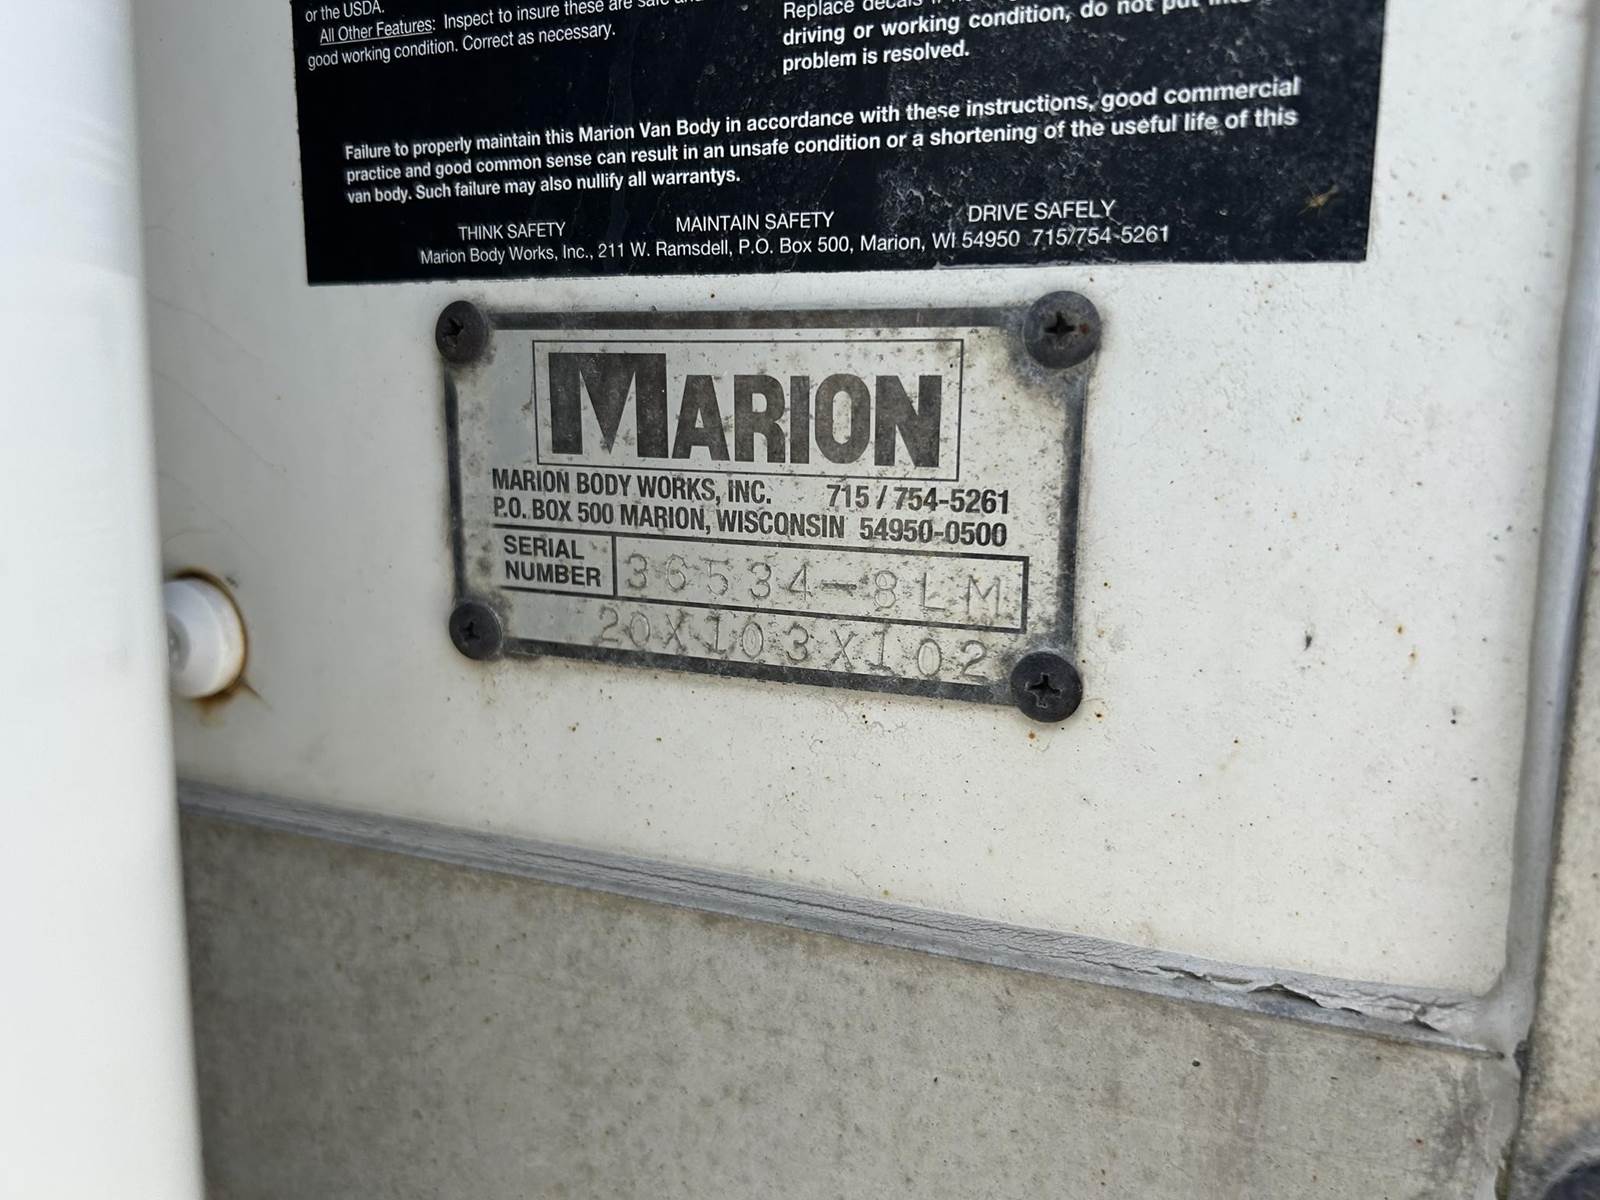 or the USDA.
All Other Features: Inspect to insure these are safe and
good working condition. Correct as necessary.
Replace decals if
driving or working condition, do not put into
problem is resolved.
Failure to properly maintain this Marion Van Body in accordance with these instructions, good commercial
practice and good common sense can result in an unsafe condition or a shortening of the useful life of this
van body. Such failure may also nullify all warrantys.
THINK SAFETY MAINTAIN SAFETY DRIVE SAFELY
Marion Body Works, Inc., 211 W. Ramsdell, P.O. Box 500, Marion, WI 54950 715/754-5261
MARION
MARION BODY WORKS, INC. 715 / 754-5261
P.O. BOX 500 MARION, WISCONSIN 54950-0500
SERIAL
NUMBER 36534-8LM
20X103X102